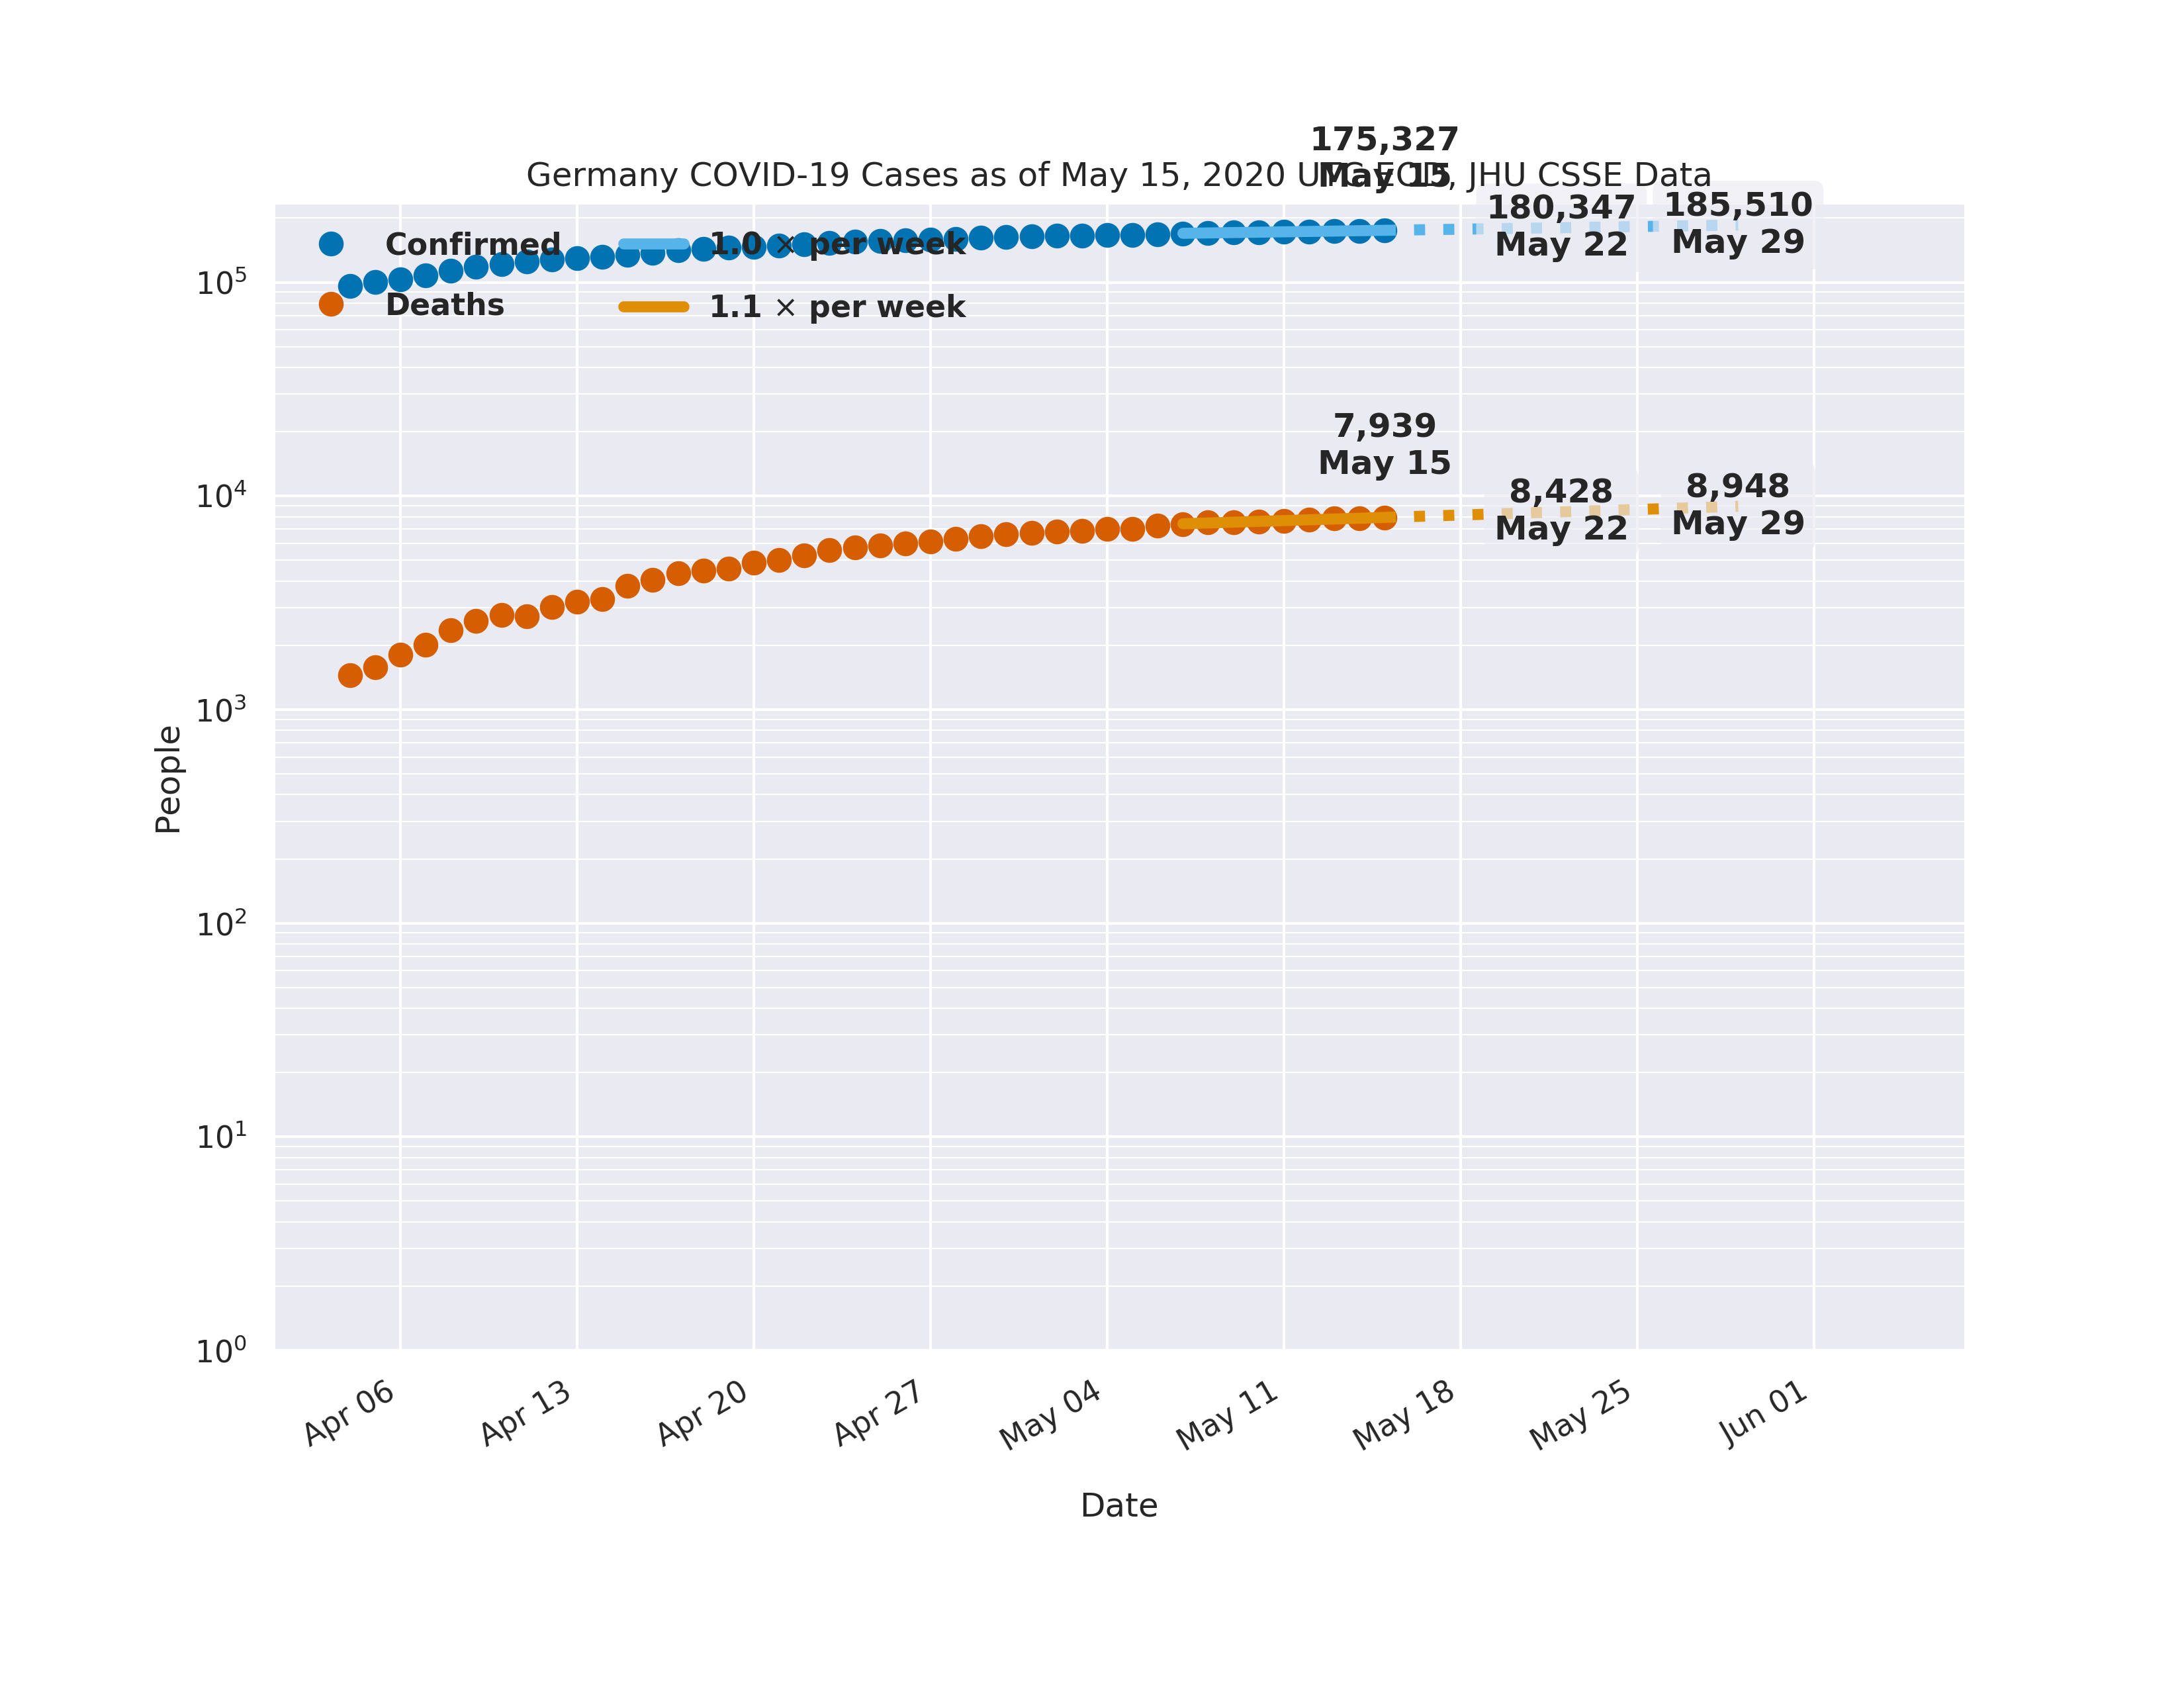 175,327
May 15
Germany COVID-19 Cases as of May 15, 2020 UTC EOD, JHU CSSE Data
180,347
May 22
185,510
May 29
Confirmed
1.0 × per week
Deaths
1.1 × per week
7,939
May 15
8,428
May 22
8,948
May 29
10⁵
10⁴
10³
10²
10¹
10⁰
People
Apr 06
Apr 13
Apr 20
Apr 27
May 04
May 11
May 18
May 25
Jun 01
Date